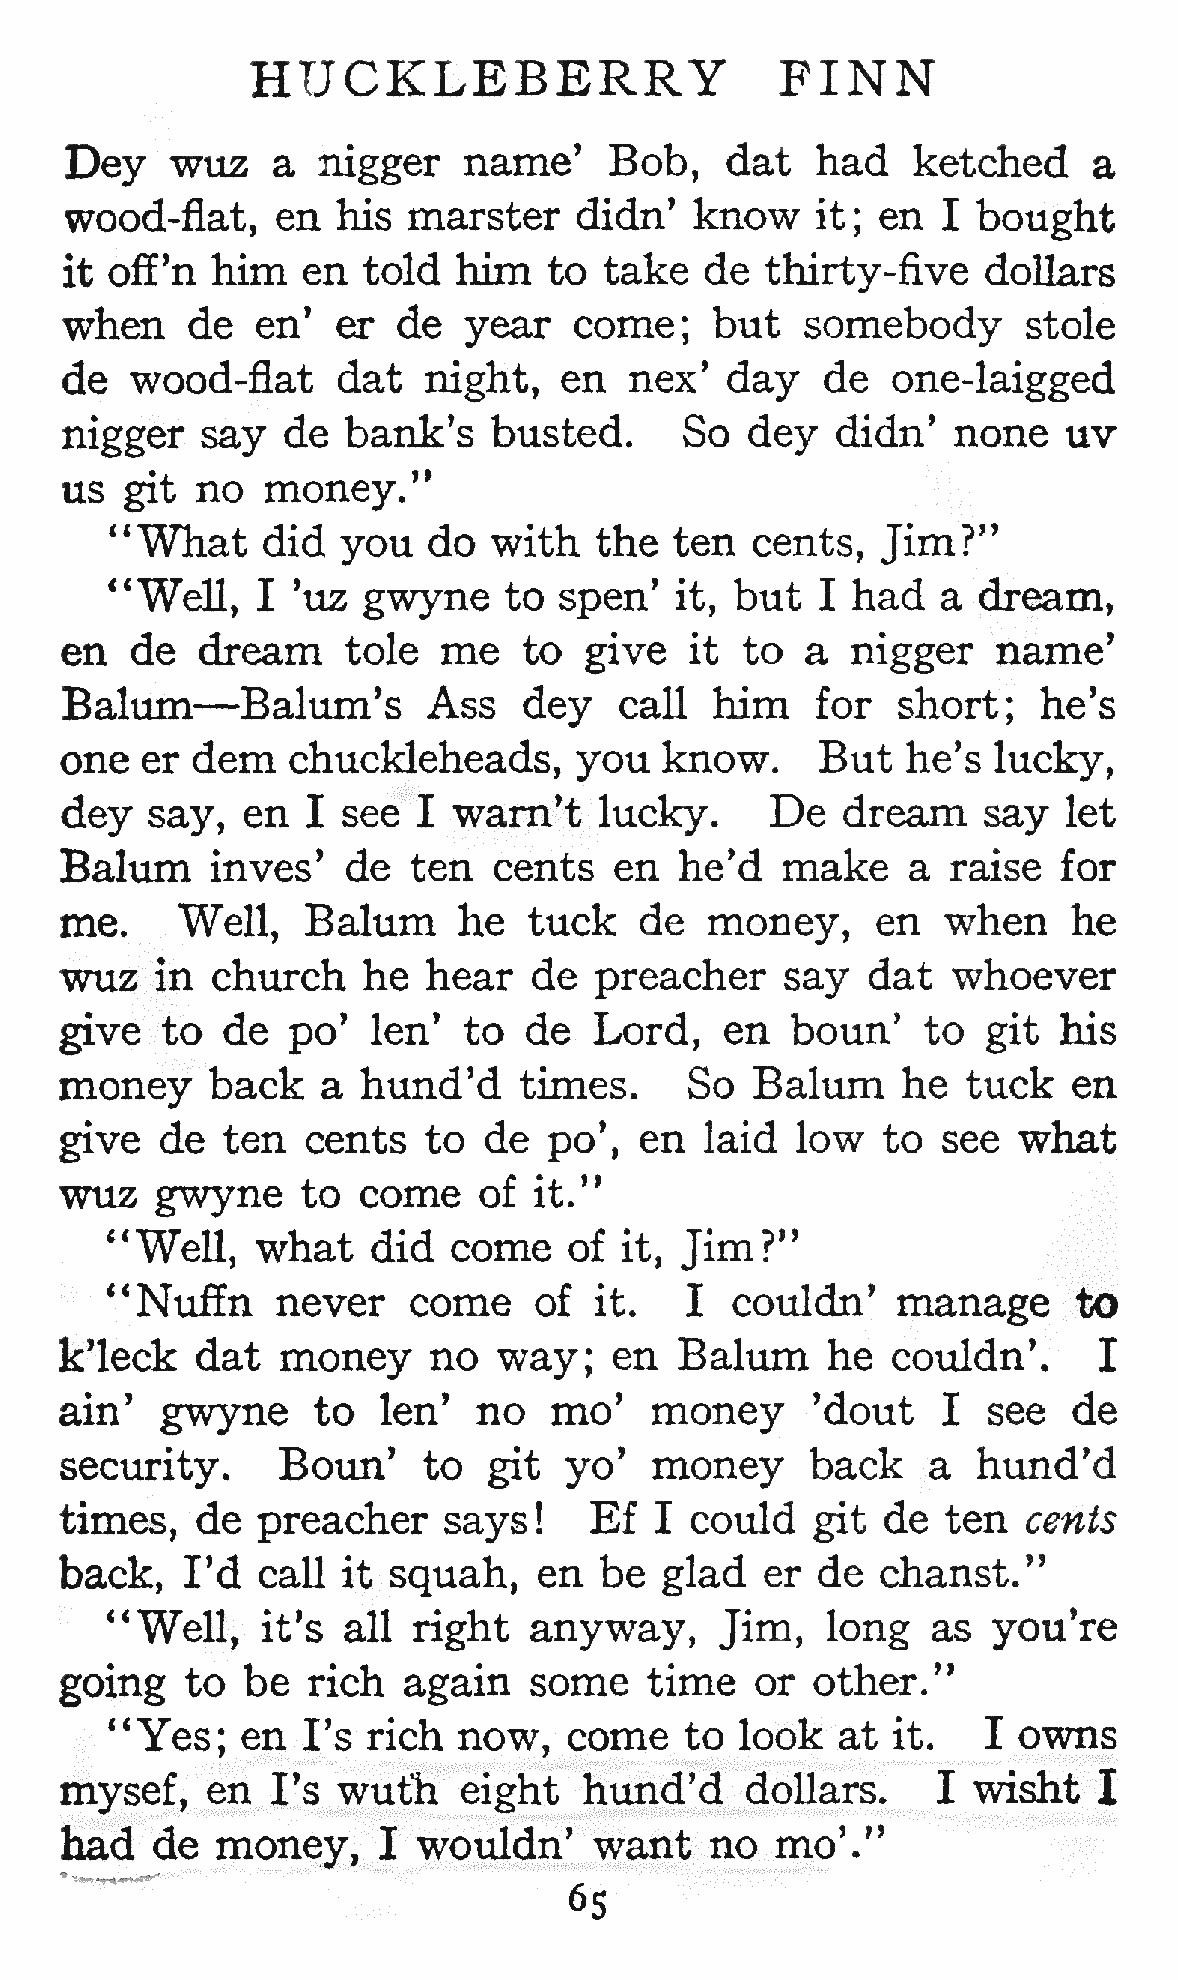 HUCKLEBERRY FINN
Dey wuz a nigger name' Bob, dat had ketched a
wood-flat, en his marster didn' know it; en I bought
it off'n him en told him to take de thirty-five dollars
when de en' er de year come; but somebody stole
de wood-flat dat night, en nex' day de one-laigged
nigger say de bank's busted. So dey didn' none uv
us git no money."
"What did you do with the ten cents, Jim?"
"Well, I 'uz gwyne to spen' it, but I had a dream,
en de dream tole me to give it to a nigger name'
Balum—Balum's Ass dey call him for short; he's
one er dem chuckleheads, you know. But he's lucky,
dey say, en I see I warn't lucky. De dream say let
Balum inves' de ten cents en he'd make a raise for
me. Well, Balum he tuck de money, en when he
wuz in church he hear de preacher say dat whoever
give to de po' len' to de Lord, en boun' to git his
money back a hund'd times. So Balum he tuck en
give de ten cents to de po', en laid low to see what
wuz gwyne to come of it."
"Well, what did come of it, Jim?"
"Nuffn never come of it. I couldn' manage to
k'leck dat money no way; en Balum he couldn'. I
ain' gwyne to len' no mo' money 'dout I see de
security. Boun' to git yo' money back a hund'd
times, de preacher says! Ef I could git de ten cents
back, I'd call it squah, en be glad er de chanst."
"Well, it's all right anyway, Jim, long as you're
going to be rich again some time or other."
"Yes; en I's rich now, come to look at it. I owns
mysef, en I's wuth eight hund'd dollars. I wisht I
had de money, I wouldn' want no mo'."
65